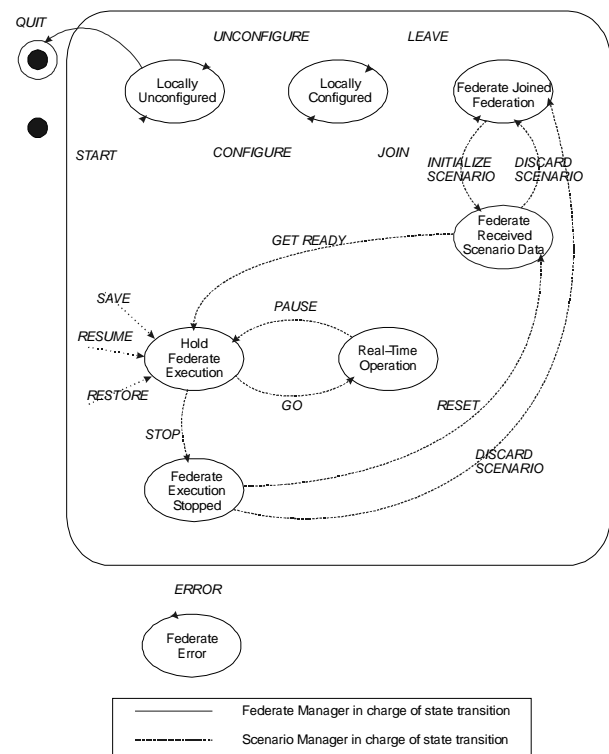 QUIT
UNCONFIGURE
LEAVE
Locally
Unconfigured
Locally
Configured
Federate Joined
Federation
START
CONFIGURE
JOIN
INITIALIZE
SCENARIO
DISCARD
SCENARIO
Federate
Received
Scenario Data
GET READY
SAVE
RESUME
RESTORE
PAUSE
Hold
Federate
Execution
Real–Time
Operation
GO
RESET
STOP
DISCARD
SCENARIO
Federate
Execution
Stopped
ERROR
Federate
Error
Federate Manager in charge of state transition
Scenario Manager in charge of state transition